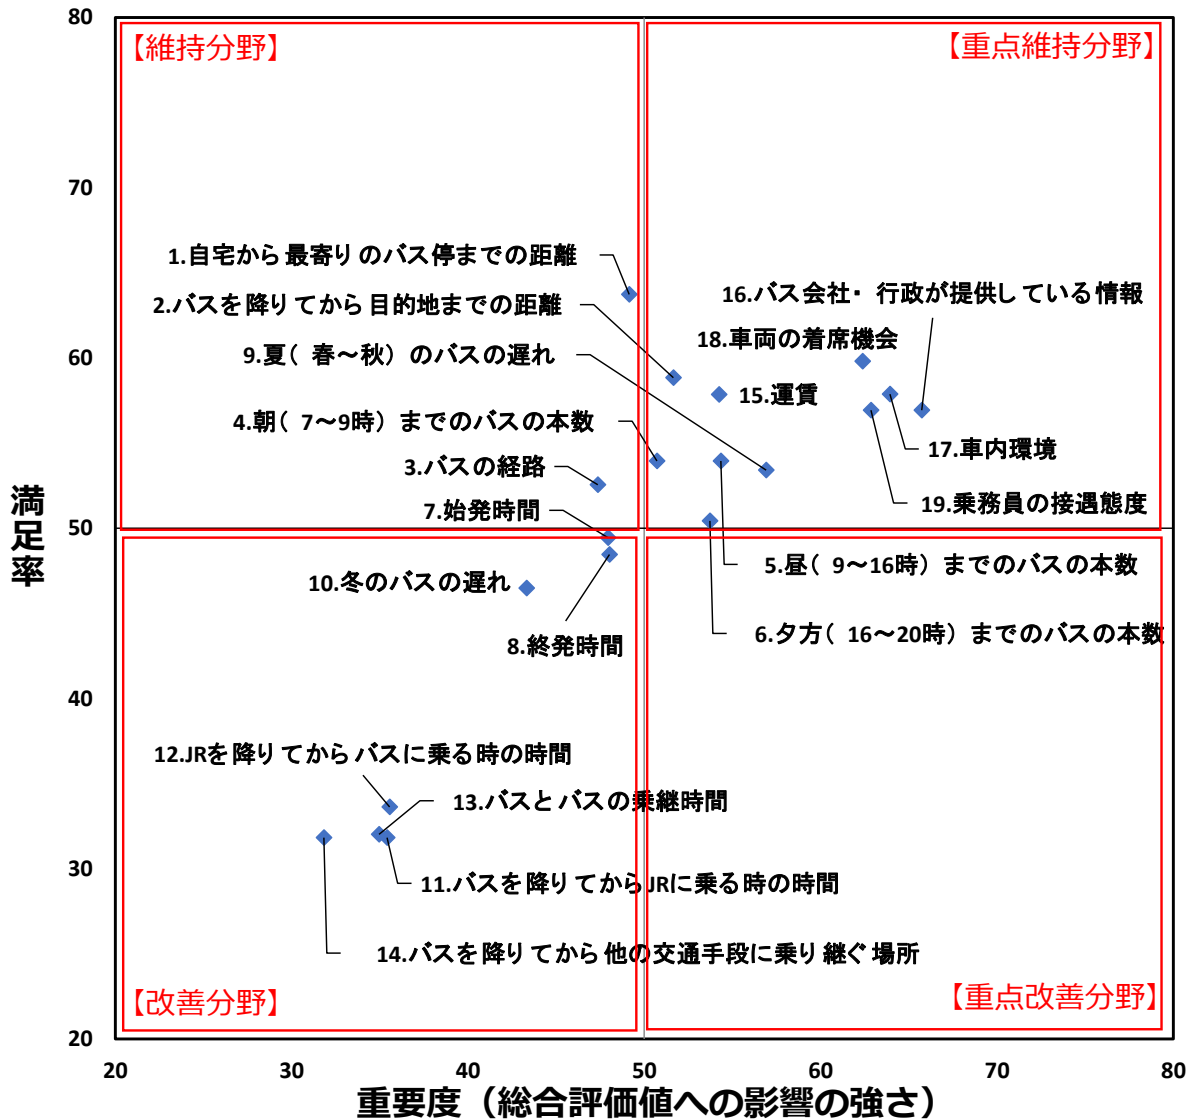 80
【維持分野】
【重点維持分野】
70
1.自宅から最寄りのバス停までの距離
2.バスを降りてから目的地までの距離
16.バス会社・行政が提供している情報
18.車両の着席機会
60
9.夏(春～秋)のバスの遅れ
15.運賃
4.朝(7～9時)までのバスの本数
17.車内環境
3.バスの経路
19.乗務員の接遇態度
7.始発時間
満足率
50
5.昼(9～16時)までのバスの本数
10.冬のバスの遅れ
6.夕方(16～20時)までのバスの本数
8.終発時間
40
12.JRを降りてからバスに乗る時の時間
13.バスとバスの乗継時間
30
11.バスを降りてからJRに乗る時の時間
14.バスを降りてから他の交通手段に乗り継ぐ場所
【改善分野】
【重点改善分野】
20
20 30 40 50 60 70 80
重要度（総合評価値への影響の強さ）